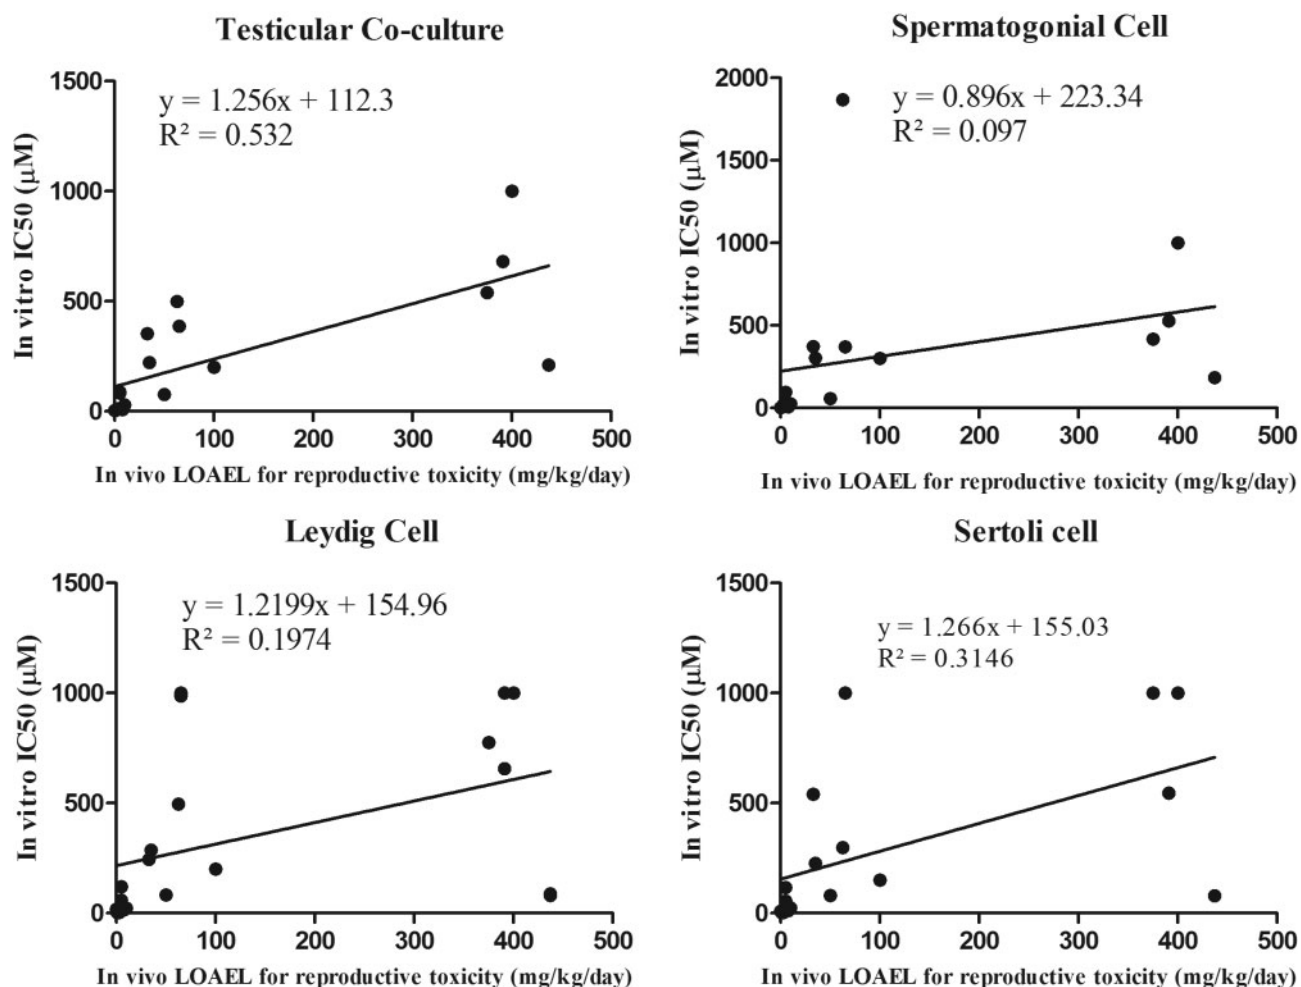 Testicular Co-culture
1500
1000
500
0
y = 1.256x + 112.3
R² = 0.532
In vitro IC50 (µM)
0 100 200 300 400 500
In vivo LOAEL for reproductive toxicity (mg/kg/day)
Spermatogonial Cell
2000
1500
1000
500
0
y = 0.896x + 223.34
R² = 0.097
In vitro IC50 (µM)
0 100 200 300 400 500
In vivo LOAEL for reproductive toxicity (mg/kg/day)
Leydig Cell
1500
1000
500
0
y = 1.2199x + 154.96
R² = 0.1974
In vitro IC50 (µM)
0 100 200 300 400 500
In vivo LOAEL for reproductive toxicity (mg/kg/day)
Sertoli cell
1500
1000
500
0
y = 1.266x + 155.03
R² = 0.3146
In vitro IC50 (µM)
0 100 200 300 400 500
In vivo LOAEL for reproductive toxicity (mg/kg/day)